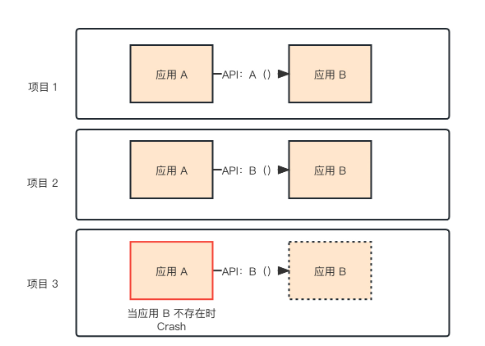 项目 1
应用 A
API：A（）
应用 B
项目 2
应用 A
API：B（）
应用 B
项目 3
应用 A
API：B（）
应用 B
当应用 B 不存在时
Crash